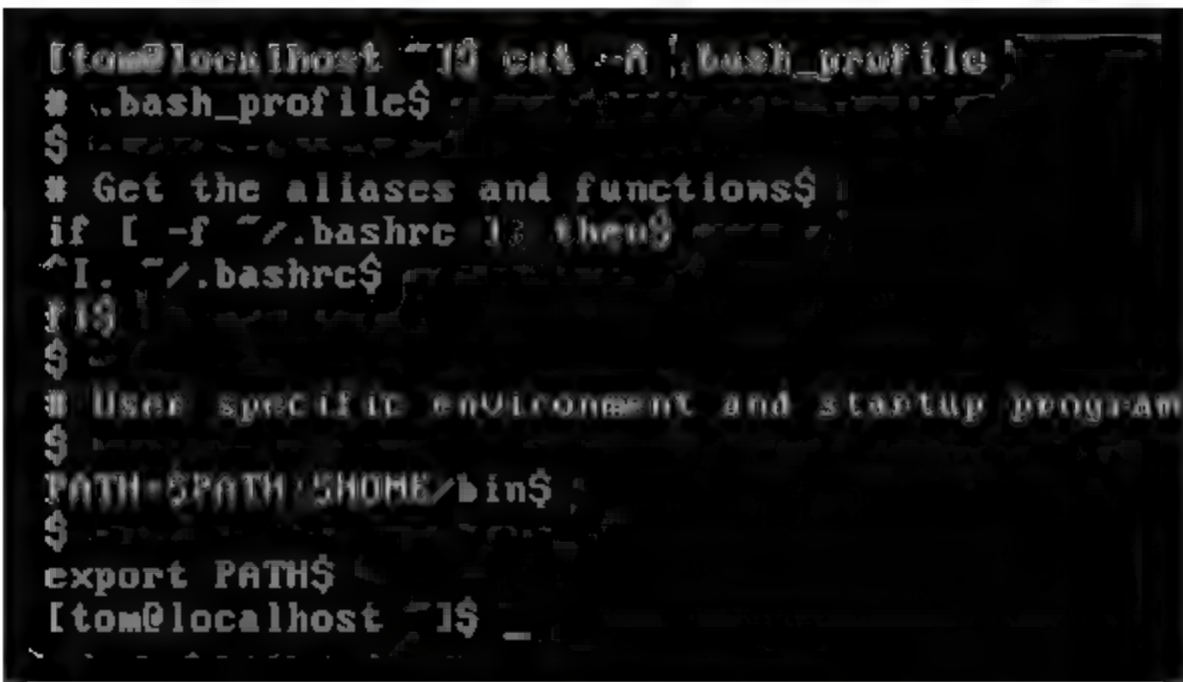 [tom@localhost ~]$ cat -A .bash_profile
# .bash_profile$
$
# Get the aliases and functions$
if [ -f ~/.bashrc ]; then$
^I. ~/.bashrc$
fi$
$
# User specific environment and startup program
$
PATH=$PATH:$HOME/bin$
$
export PATH$
[tom@localhost ~]$ _